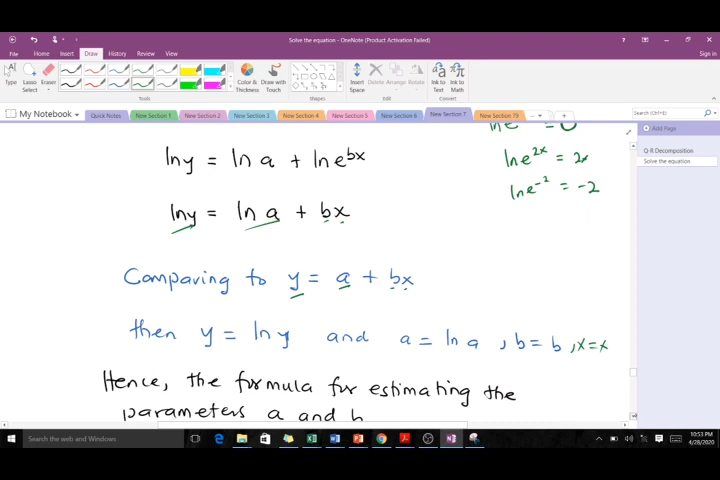 Solve the equation - OneNote (Product Activation Failed)
File Home Insert Draw History Review View Sign in
Type Lasso Select Eraser Color & Thickness Draw with Touch Insert Space Delete Arrange Rotate Ink to Text Ink to Math
Tools Shapes Edit Convert
My Notebook Quick Notes New Section 1 New Section 2 New Section 3 New Section 4 New Section 5 New Section 6 New Section 7 New Section 79 Search (Ctrl+E)
Add Page
Q-R Decomposition
Solve the equation
ln y = ln a + ln e^bx
ln e^2x = 2x
ln e^-2 = -2
ln y = ln a + bx
Comparing to y = a + bx
then y = ln y and a = ln a , b = b , x = x
Hence, the formula for estimating the
parameters a and b
Search the web and Windows
10:53 PM
4/28/2020